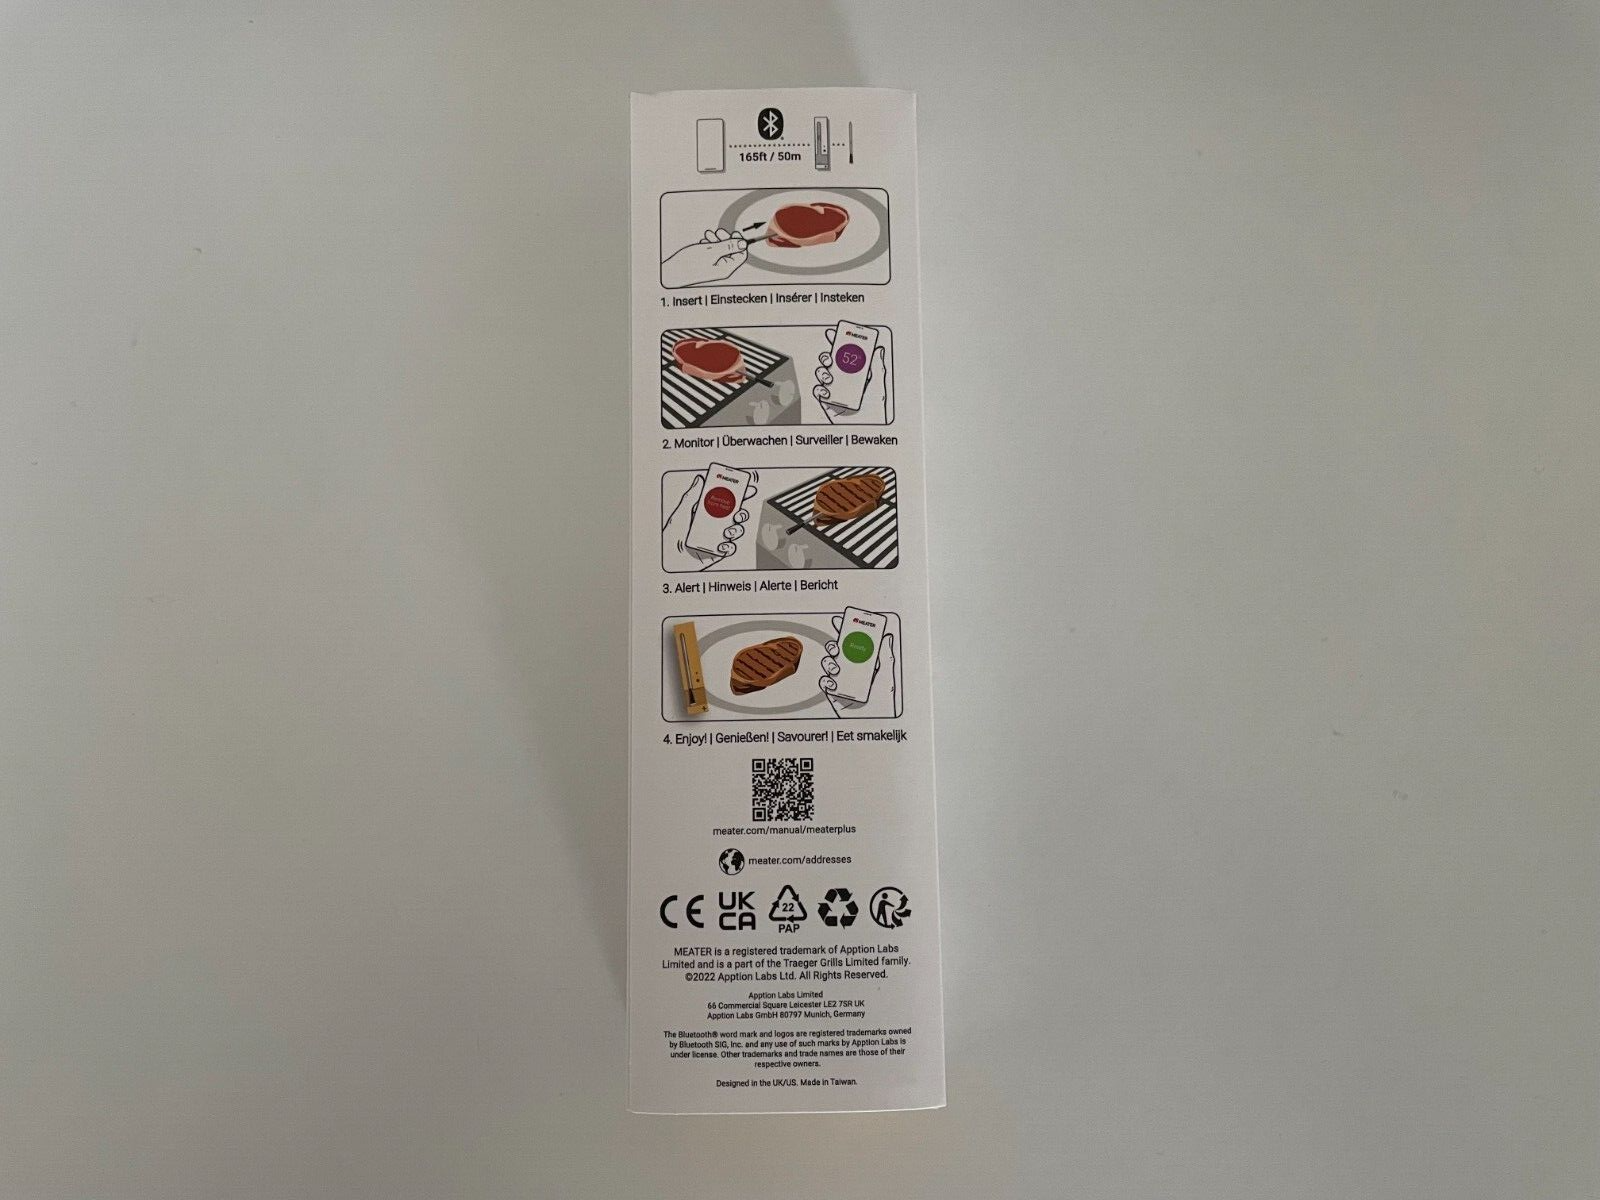 165ft / 50m
1. Insert | Einstecken | Insérer | Insteken
MEATER
52°
2. Monitor | Überwachen | Surveiller | Bewaken
MEATER
3. Alert | Hinweis | Alerte | Bericht
MEATER
Ready
4. Enjoy! | Genießen! | Savourer! | Eet smakelijk
meater.com/manual/meaterplus
meater.com/addresses
CE UK CA 22 PAP
MEATER is a registered trademark of Apption Labs
Limited and is a part of the Traeger Grills Limited family.
©2022 Apption Labs Ltd. All Rights Reserved.
Apption Labs Limited
66 Commercial Square Leicester LE2 7SR UK
Apption Labs GmbH 80797 Munich, Germany
The Bluetooth® word mark and logos are registered trademarks owned
by Bluetooth SIG, Inc. and any use of such marks by Apption Labs is
under license. Other trademarks and trade names are those of their
respective owners.
Designed in the UK/US. Made in Taiwan.